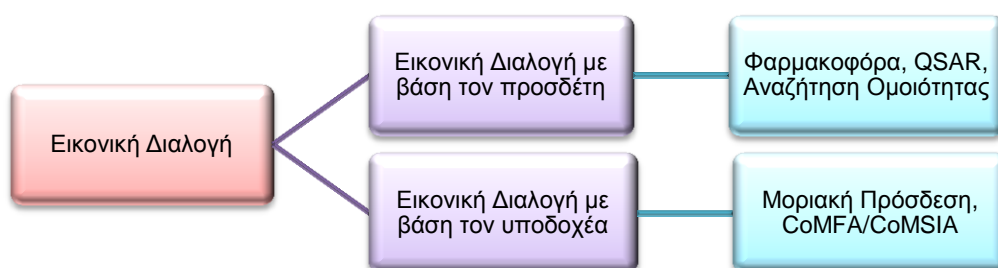 Εικονική Διαλογή
Εικονική Διαλογή με
βάση τον προσδέτη
Φαρμακοφόρα, QSAR,
Αναζήτηση Ομοιότητας
Εικονική Διαλογή με
βάση τον υποδοχέα
Μοριακή Πρόσδεση,
CoMFA/CoMSIA